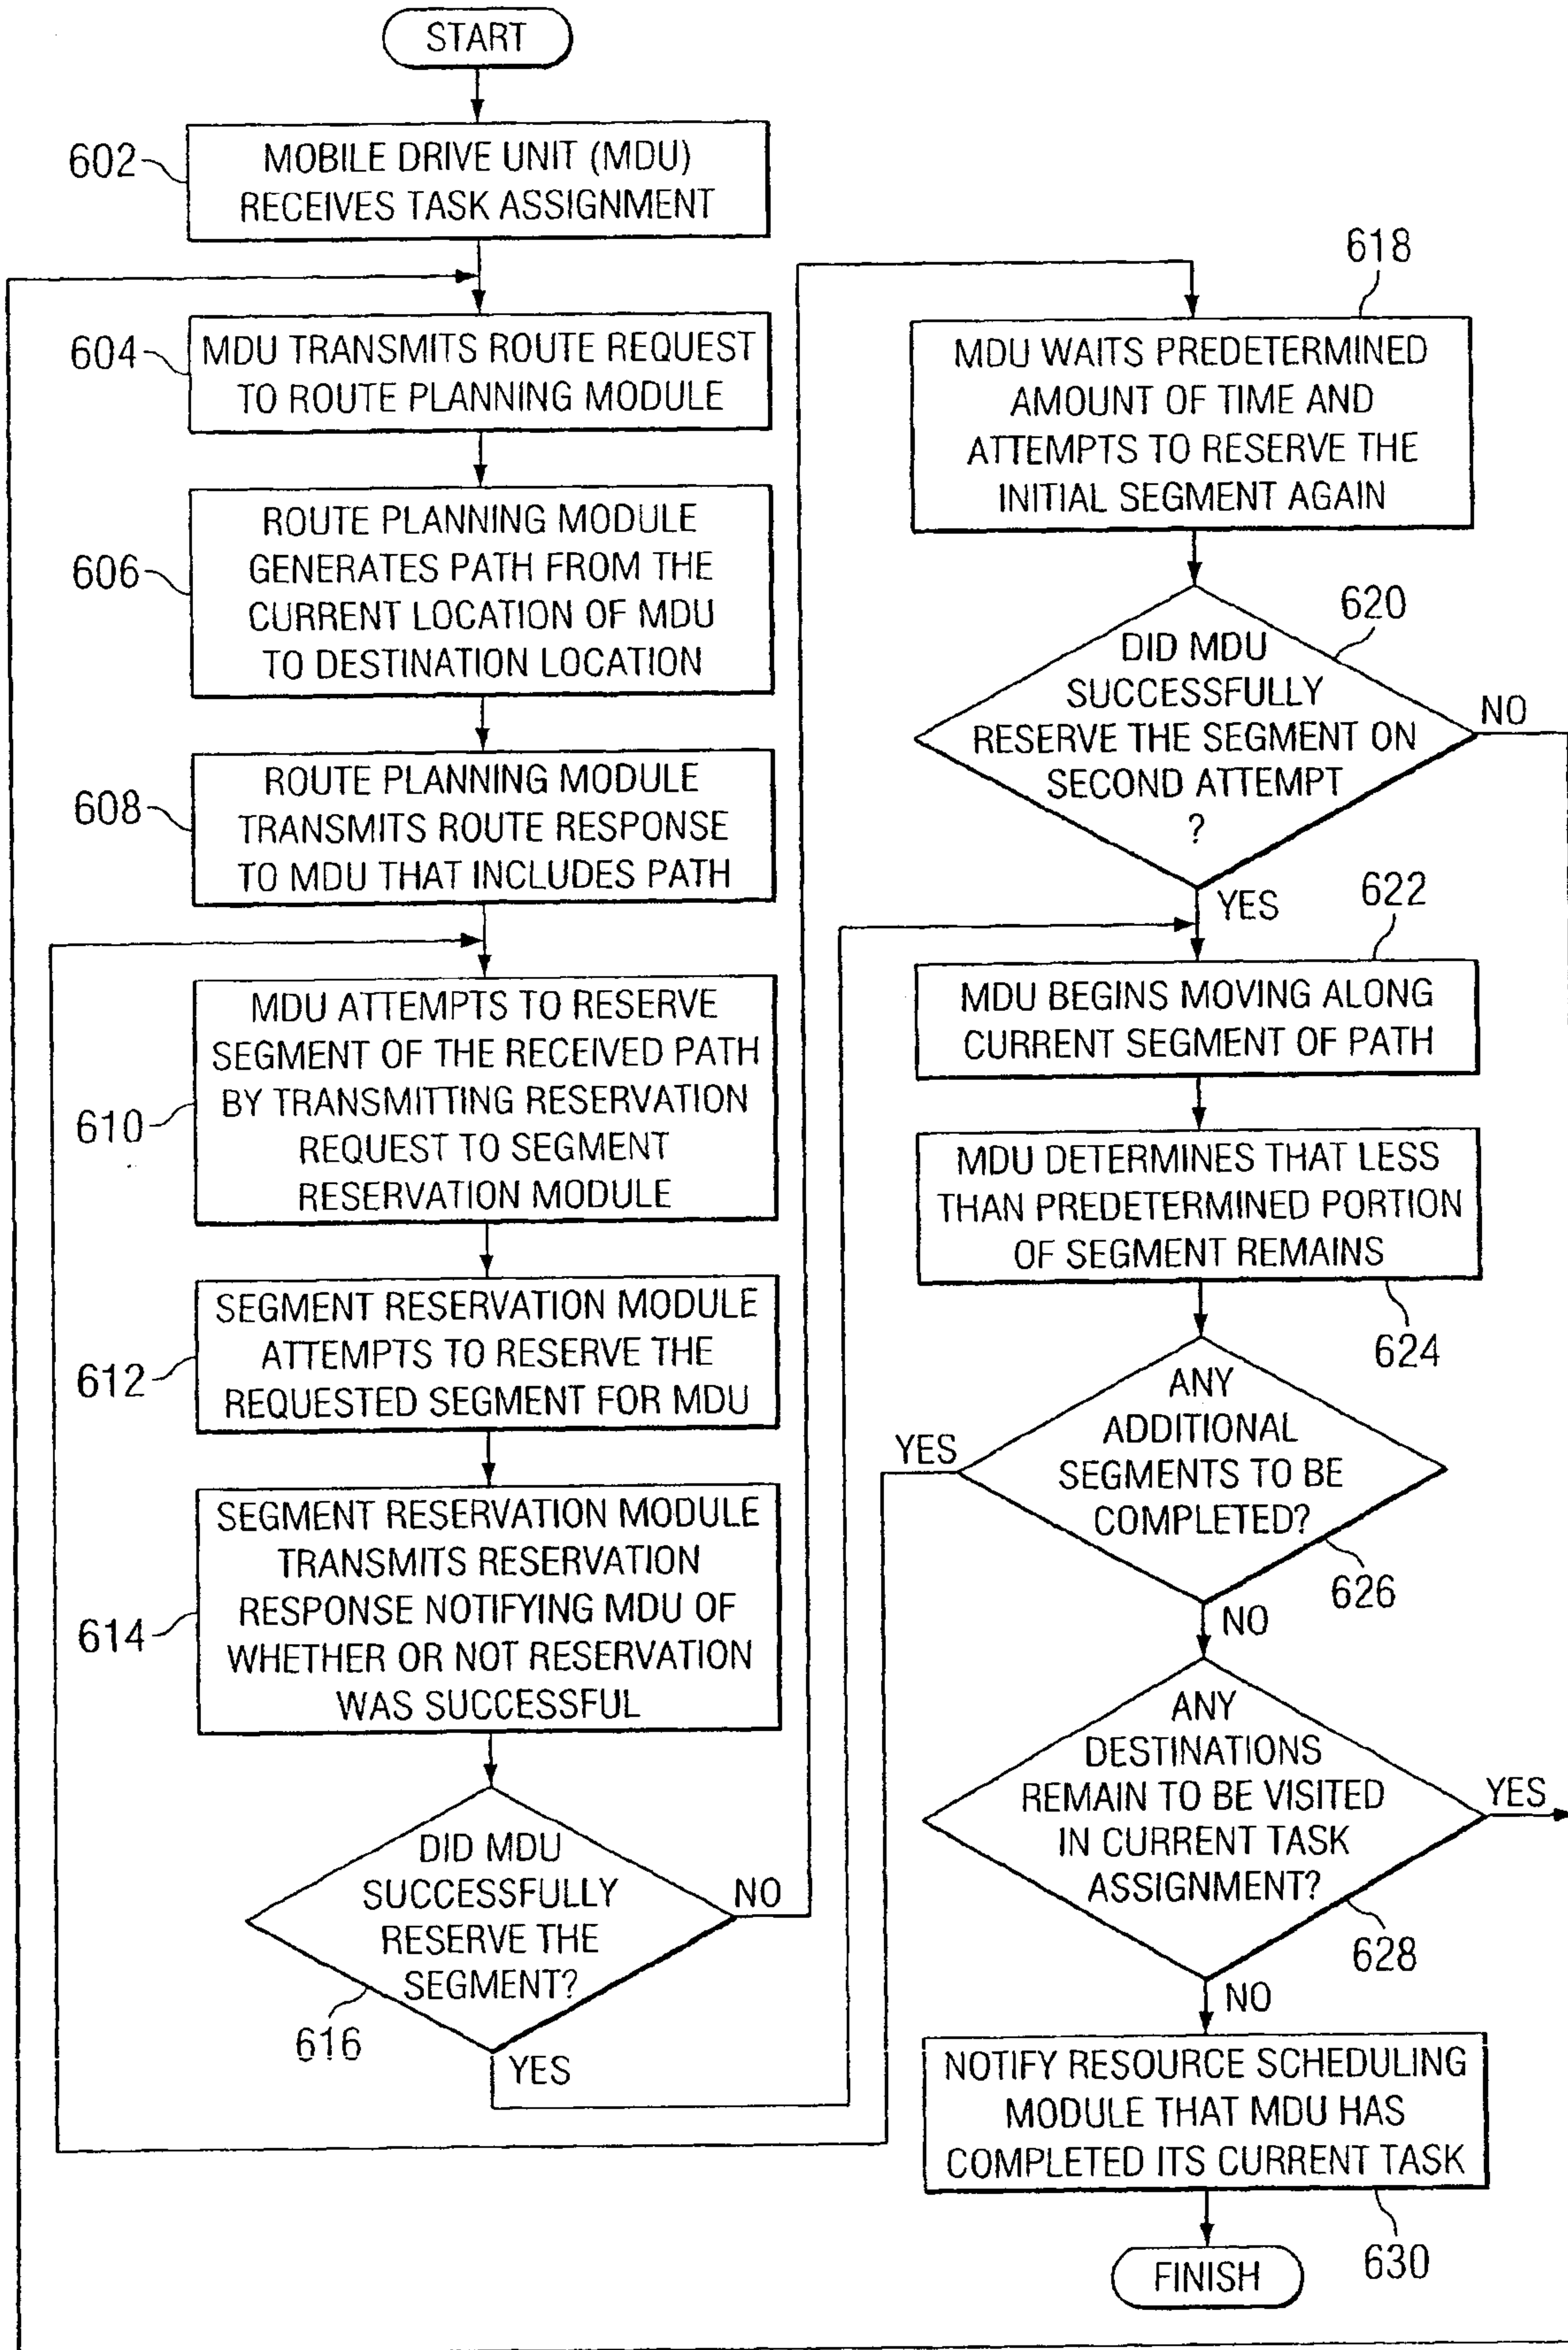 START
602
MOBILE DRIVE UNIT (MDU)
RECEIVES TASK ASSIGNMENT
604
MDU TRANSMITS ROUTE REQUEST
TO ROUTE PLANNING MODULE
606
ROUTE PLANNING MODULE
GENERATES PATH FROM THE
CURRENT LOCATION OF MDU
TO DESTINATION LOCATION
608
ROUTE PLANNING MODULE
TRANSMITS ROUTE RESPONSE
TO MDU THAT INCLUDES PATH
610
MDU ATTEMPTS TO RESERVE
SEGMENT OF THE RECEIVED PATH
BY TRANSMITTING RESERVATION
REQUEST TO SEGMENT
RESERVATION MODULE
612
SEGMENT RESERVATION MODULE
ATTEMPTS TO RESERVE THE
REQUESTED SEGMENT FOR MDU
614
SEGMENT RESERVATION MODULE
TRANSMITS RESERVATION
RESPONSE NOTIFYING MDU OF
WHETHER OR NOT RESERVATION
WAS SUCCESSFUL
DID MDU
SUCCESSFULLY
RESERVE THE
SEGMENT?
NO
616
YES
618
MDU WAITS PREDETERMINED
AMOUNT OF TIME AND
ATTEMPTS TO RESERVE THE
INITIAL SEGMENT AGAIN
620
DID MDU
SUCCESSFULLY
RESERVE THE SEGMENT ON
SECOND ATTEMPT
?
NO
YES
622
MDU BEGINS MOVING ALONG
CURRENT SEGMENT OF PATH
MDU DETERMINES THAT LESS
THAN PREDETERMINED PORTION
OF SEGMENT REMAINS
624
ANY
ADDITIONAL
SEGMENTS TO BE
COMPLETED?
YES
626
NO
ANY
DESTINATIONS
REMAIN TO BE VISITED
IN CURRENT TASK
ASSIGNMENT?
YES
628
NO
NOTIFY RESOURCE SCHEDULING
MODULE THAT MDU HAS
COMPLETED ITS CURRENT TASK
630
FINISH